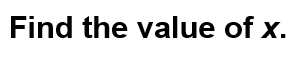 Find the value of x.